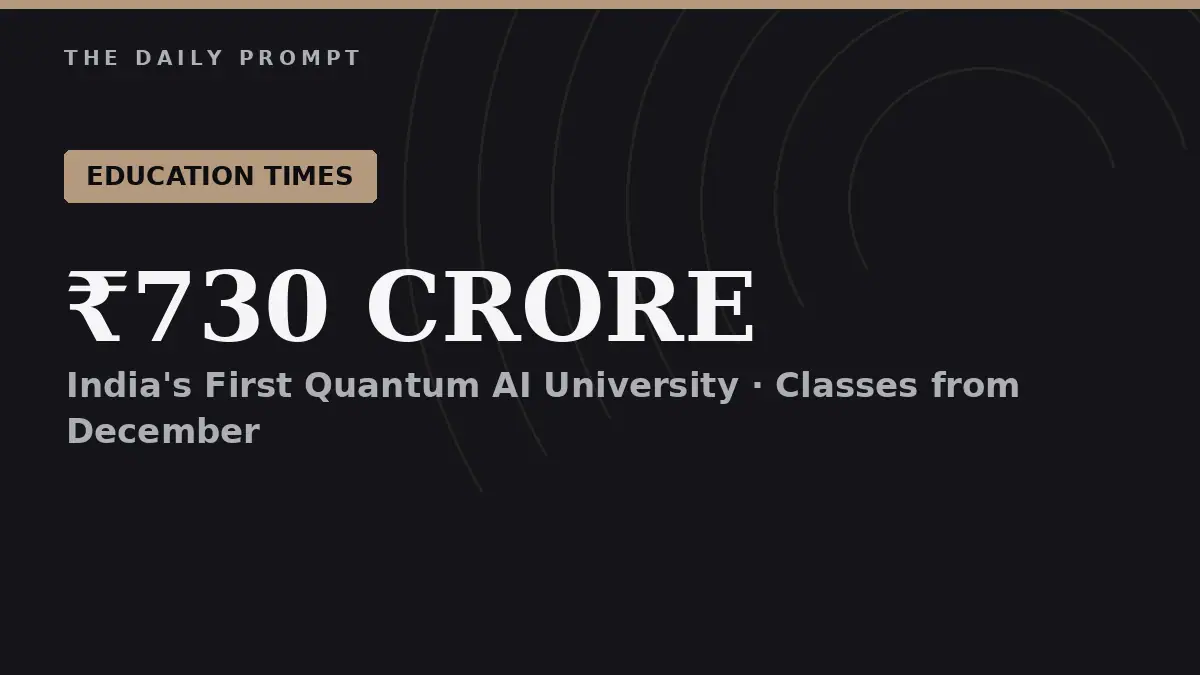 THE DAILY PROMPT
EDUCATION TIMES
₹730 CRORE
India's First Quantum AI University · Classes from
December